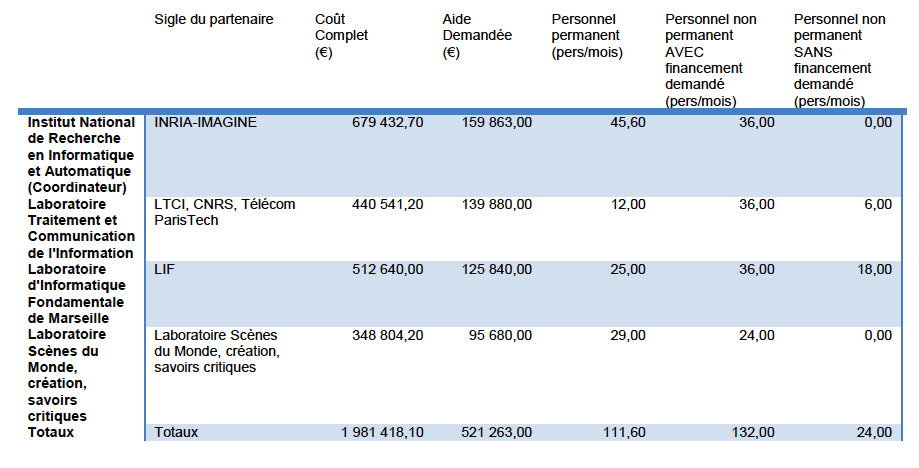 Sigle du partenaire Coût Aide Personnel Personnel non Personnel non
Complet Demandée permanent permanent permanent
(€) (€) (pers/mois) AVEC SANS
financement financement
demandé demandé
(pers/mois) (pers/mois)
Institut National INRIA-IMAGINE 679 432,70 159 863,00 45,60 36,00 0,00
de Recherche
en Informatique
et Automatique
(Coordinateur)
Laboratoire LTCI, CNRS, Télécom 440 541,20 139 880,00 12,00 36,00 6,00
Traitement et ParisTech
Communication
de l'Information
Laboratoire LIF 512 640,00 125 840,00 25,00 36,00 18,00
d'Informatique
Fondamentale
de Marseille
Laboratoire Laboratoire Scènes 348 804,20 95 680,00 29,00 24,00 0,00
Scènes du du Monde, création,
Monde, savoirs critiques
création,
savoirs
critiques
Totaux Totaux 1 981 418,10 521 263,00 111,60 132,00 24,00